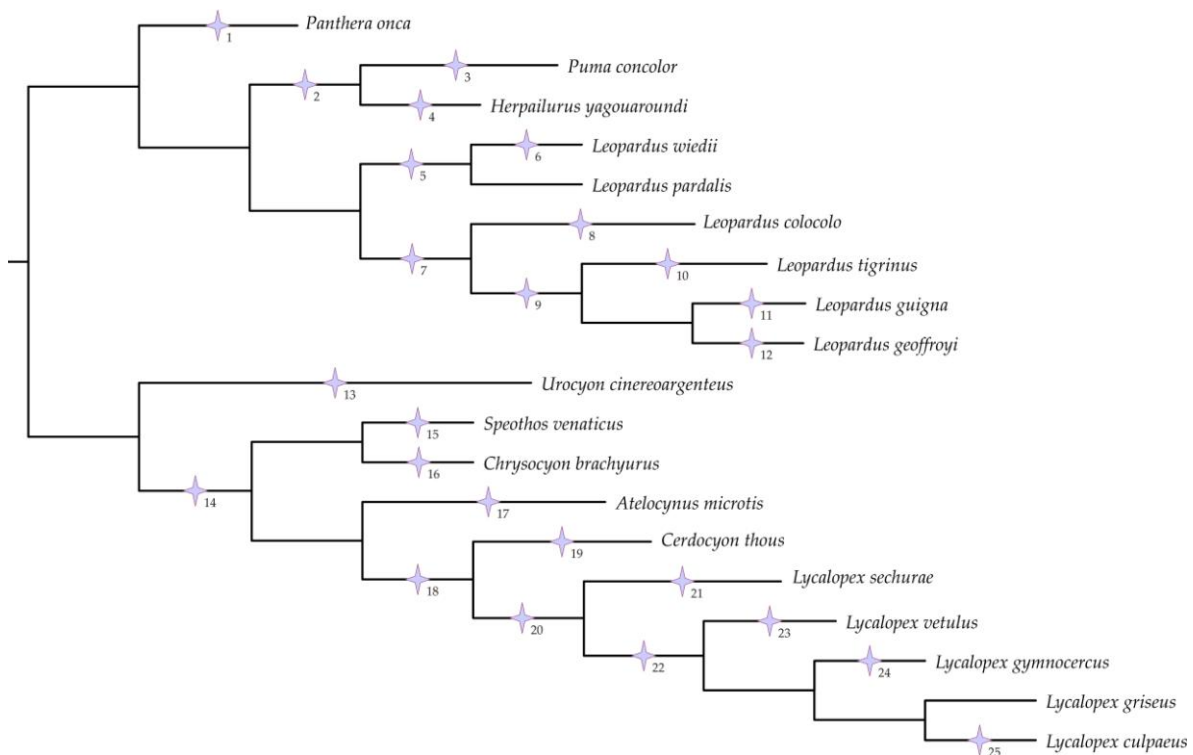 Panthera onca
1
Puma concolor
3
2
Herpailurus yagouaroundi
4
Leopardus wiedii
6
5
Leopardus pardalis
Leopardus colocolo
8
7
Leopardus tigrinus
10
9
Leopardus guigna
11
Leopardus geoffroyi
12
Urocyon cinereoargenteus
13
Speothos venaticus
15
Chrysocyon brachyurus
16
14
Atelocynus microtis
17
Cerdocyon thous
19
18
Lycalopex sechurae
21
20
Lycalopex vetulus
23
22
Lycalopex gymnocercus
24
Lycalopex griseus
Lycalopex culpaeus
25